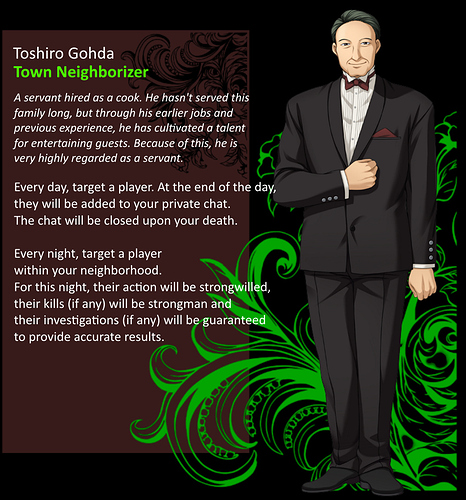 Toshiro Gohda
Town Neighborizer
A servant hired as a cook. He hasn't served this
family long, but through his earlier jobs and
previous experience, he has cultivated a talent
for entertaining guests. Because of this, he is
very highly regarded as a servant.
Every day, target a player. At the end of the day,
they will be added to your private chat.
The chat will be closed upon your death.
Every night, target a player
within your neighborhood.
For this night, their action will be strongwilled,
their kills (if any) will be strongman and
their investigations (if any) will be guaranteed
to provide accurate results.